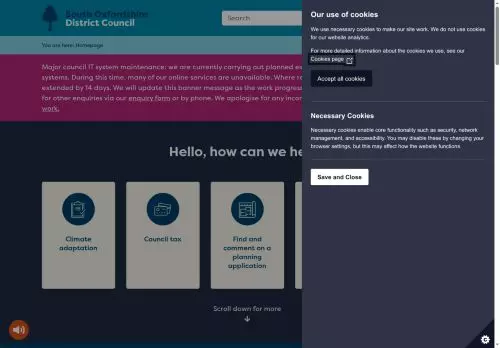 South Oxfordshire
District Council
Search
You are here: Homepage
Major council IT system maintenance: we are currently carrying out planned es
systems. During this time, many of our online services are unavailable. Where re
extended by 14 days. We will update this banner message as the work progress
for other enquiries via our enquiry form or by phone. We apologise for any incon
work.
Hello, how can we he
Climate
adaptation
Council tax
Find and
comment on a
planning
application
Scroll down for more
Our use of cookies
We use necessary cookies to make our site work. We do not use cookies
for our website analytics.
For more detailed information about the cookies we use, see our
Cookies page
Accept all cookies
Necessary Cookies
Necessary cookies enable core functionality such as security, network
management, and accessibility. You may disable these by changing your
browser settings, but this may affect how the website functions
Save and Close